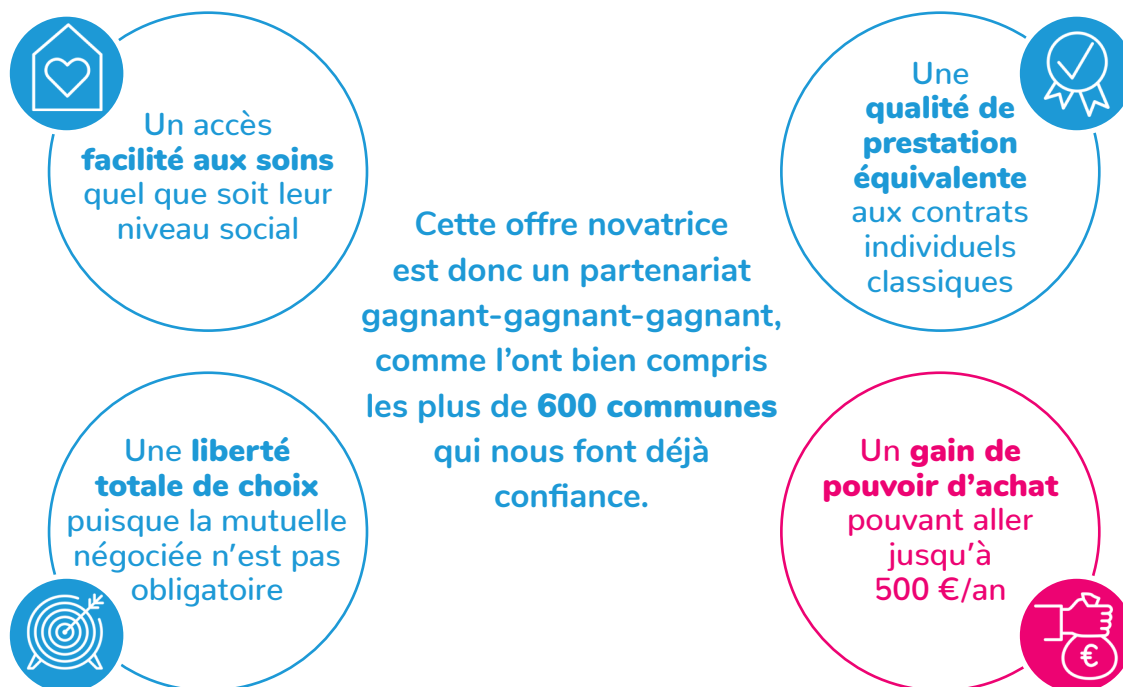 Un accès
facilité aux soins
quel que soit leur
niveau social
Une
qualité de
prestation
équivalente
aux contrats
individuels
classiques
Cette offre novatrice
est donc un partenariat
gagnant-gagnant-gagnant,
comme l’ont bien compris
les plus de 600 communes
qui nous font déjà
confiance.
Une liberté
totale de choix
puisque la mutuelle
négociée n’est pas
obligatoire
Un gain de
pouvoir d’achat
pouvant aller
jusqu’à
500 €/an
€